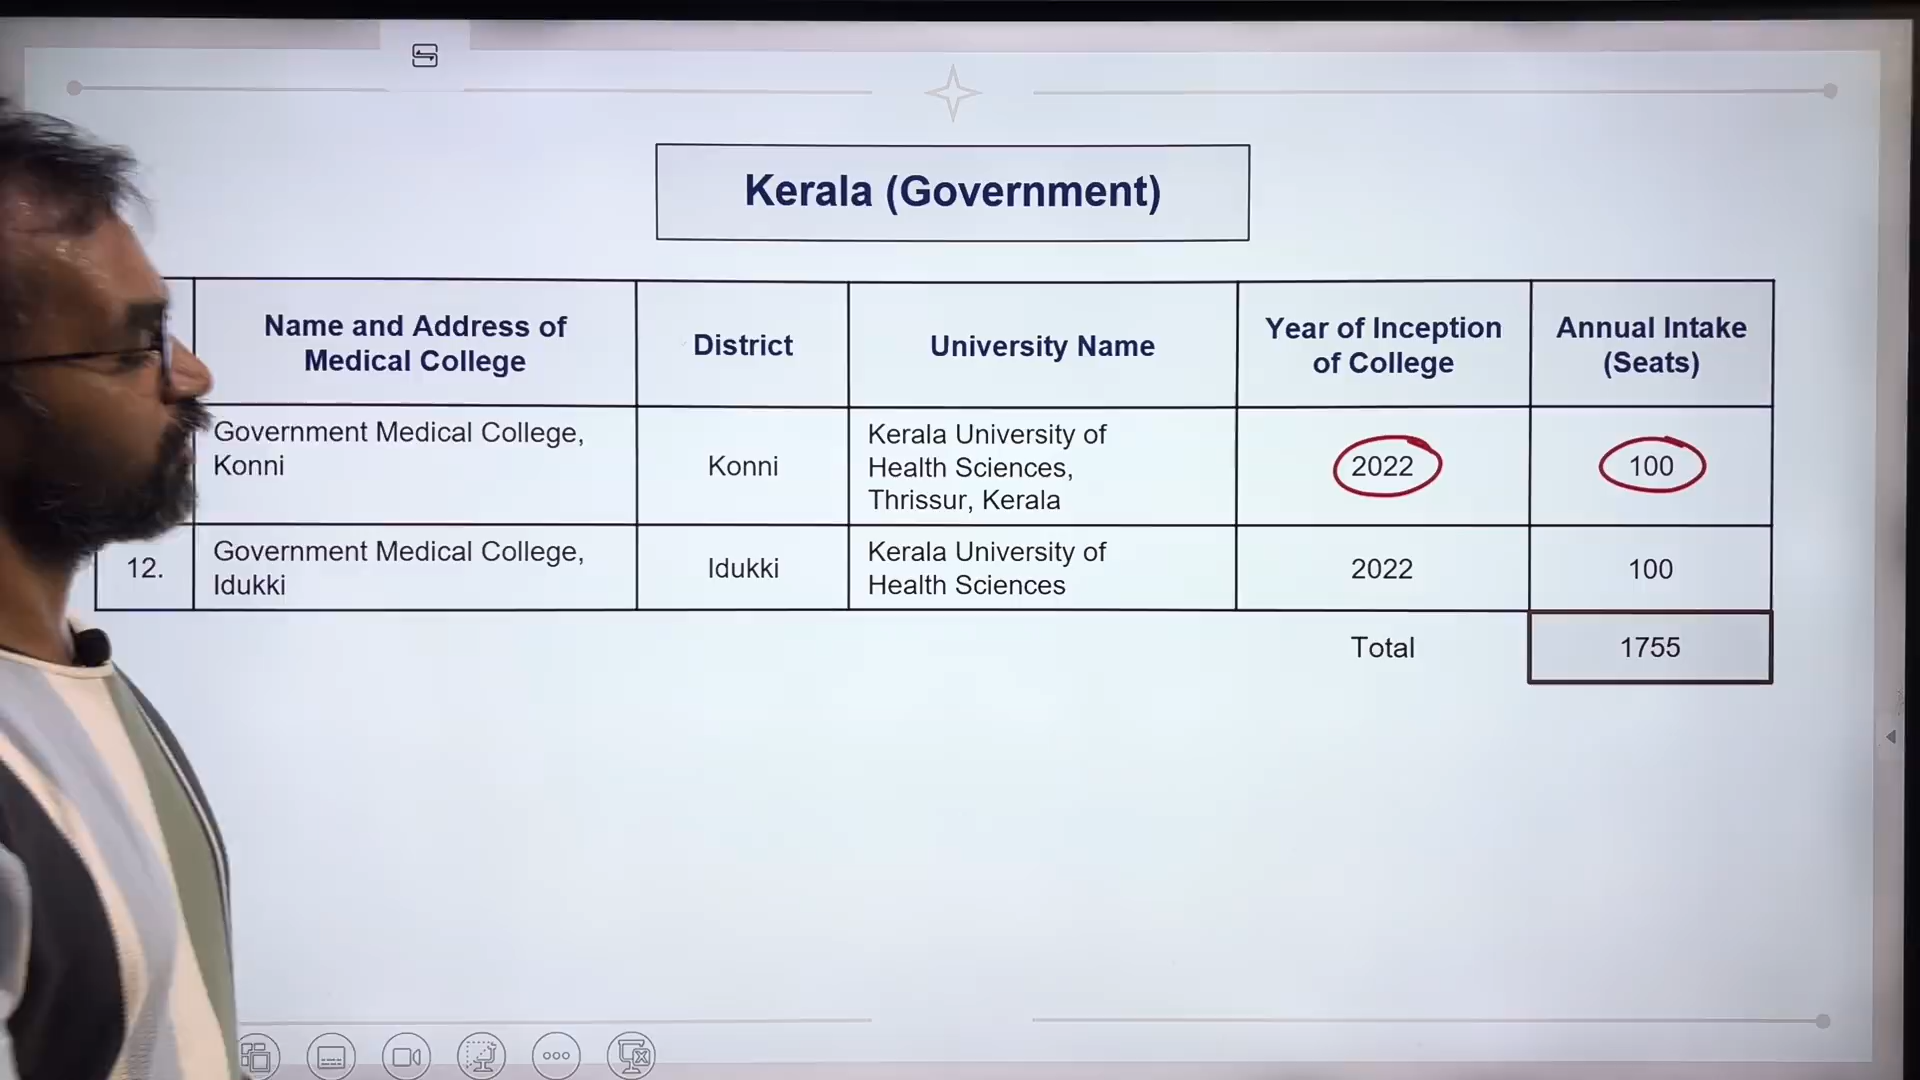 Kerala (Government)
Name and Address of
Medical College
District
University Name
Year of Inception
of College
Annual Intake
(Seats)
Government Medical College,
Konni
Konni
Kerala University of
Health Sciences,
Thrissur, Kerala
2022
100
12.
Government Medical College,
Idukki
Idukki
Kerala University of
Health Sciences
2022
100
Total
1755